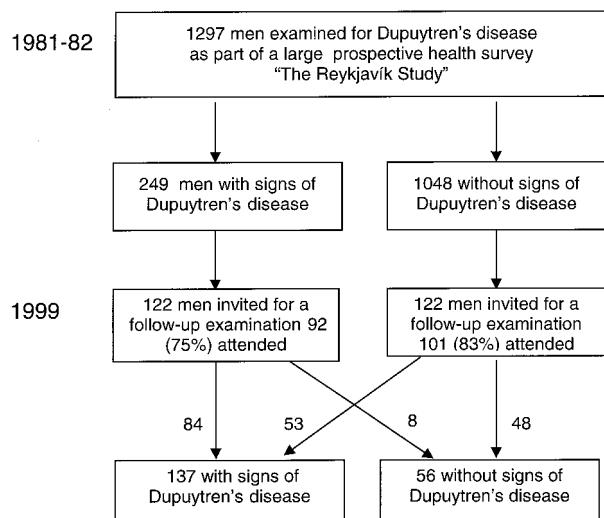 1981-82
1297 men examined for Dupuytren's disease
as part of a large prospective health survey
"The Reykjavík Study"
249 men with signs of
Dupuytren's disease
1048 without signs of
Dupuytren's disease
1999
122 men invited for a
follow-up examination 92
(75%) attended
122 men invited for a
follow-up examination
101 (83%) attended
84
53
8
48
137 with signs of
Dupuytren's disease
56 without signs of
Dupuytren's disease